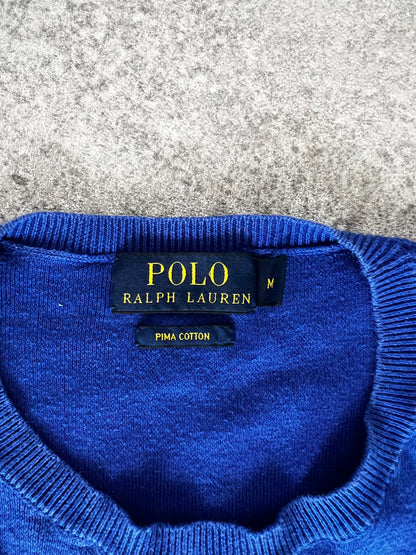 POLO
RALPH LAUREN
M
PIMA COTTON